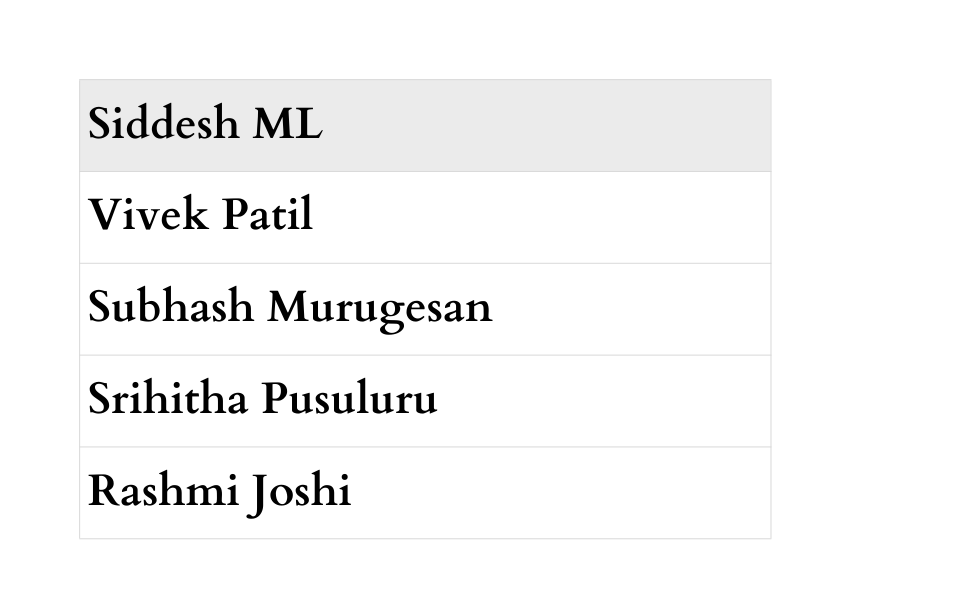 Siddesh ML
Vivek Patil
Subhash Murugesan
Srihitha Pusuluru
Rashmi Joshi